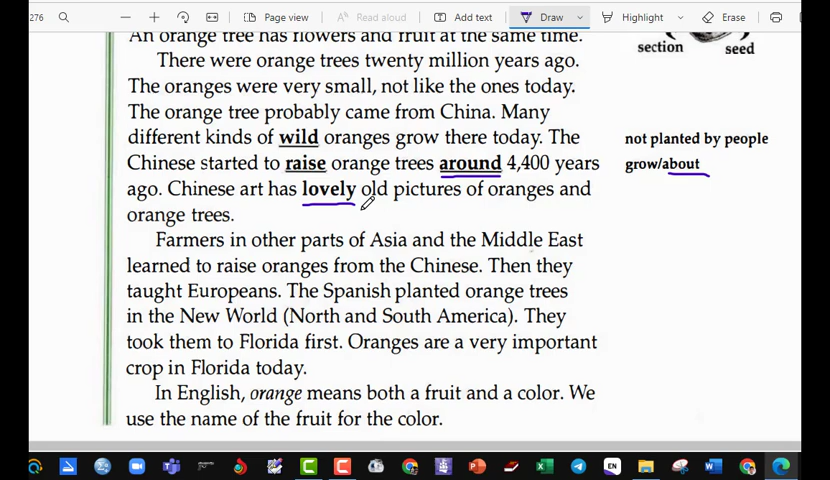 276
Page view
Read aloud
Add text
Draw
Highlight
Erase
An orange tree has flowers and fruit at the same time.
There were orange trees twenty million years ago.
The oranges were very small, not like the ones today.
The orange tree probably came from China. Many
different kinds of wild oranges grow there today. The
Chinese started to raise orange trees around 4,400 years
ago. Chinese art has lovely old pictures of oranges and
orange trees.
Farmers in other parts of Asia and the Middle East
learned to raise oranges from the Chinese. Then they
taught Europeans. The Spanish planted orange trees
in the New World (North and South America). They
took them to Florida first. Oranges are a very important
crop in Florida today.
In English, orange means both a fruit and a color. We
use the name of the fruit for the color.
section seed
not planted by people
grow/about
EN